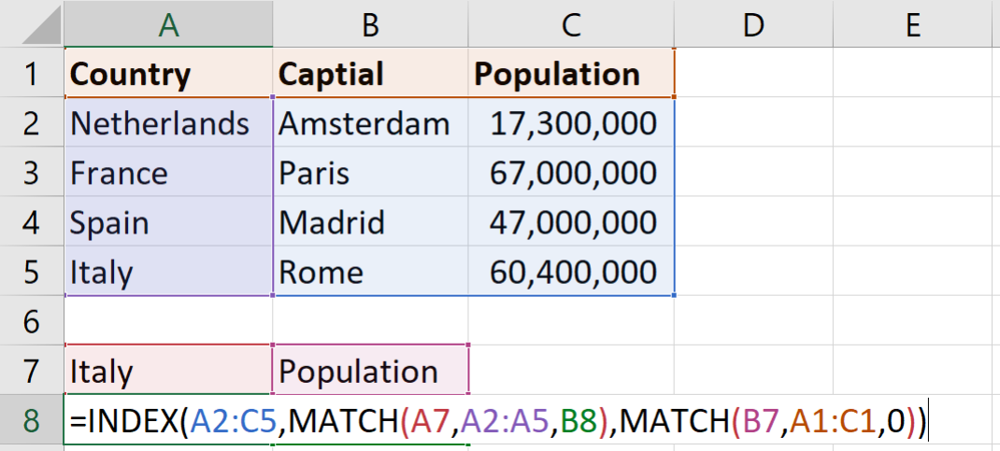 A B C D E
1 Country Captial Population
2 Netherlands Amsterdam 17,300,000
3 France Paris 67,000,000
4 Spain Madrid 47,000,000
5 Italy Rome 60,400,000
6
7 Italy Population
8 =INDEX(A2:C5,MATCH(A7,A2:A5,B8),MATCH(B7,A1:C1,0))